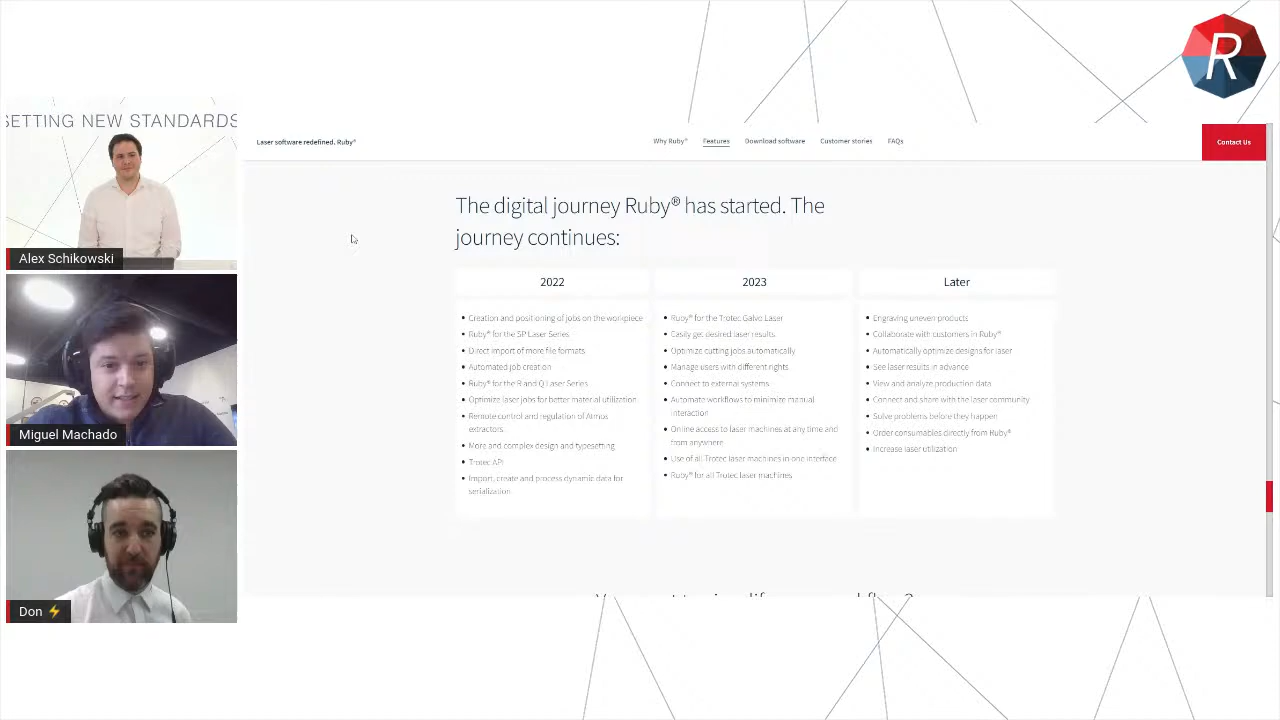 R
SETTING NEW STANDARDS
Alex Schikowski
Miguel Machado
Don ⚡
Laser software redefined. Ruby®
Why Ruby®
Features
Download software
Customer stories
FAQs
Contact Us
The digital journey Ruby® has started. The
journey continues:
2022
Creation and positioning of jobs on the workpiece
Ruby® for the SP Laser Series
Direct import of more file formats
Automated job creation
Ruby® for the R and Q Laser Series
Optimize laser jobs for better material utilization
Remote control and regulation of Atmos
extractors
More and complex design and typesetting
Trotec API
Import, create and process dynamic data for
serialization
2023
Ruby® for the Trotec Galvo Laser
Easily get desired laser results
Optimize cutting jobs automatically
Manage users with different rights
Connect to external systems
Automate workflows to minimize manual
interaction
Online access to laser machines at any time and
from anywhere
Use of all Trotec laser machines in one interface
Ruby® for all Trotec laser machines
Later
Engraving uneven products
Collaborate with customers in Ruby®
Automatically optimize designs for laser
See laser results in advance
View and analyze production data
Connect and share with the laser community
Solve problems before they happen
Order consumables directly from Ruby®
Increase laser utilization